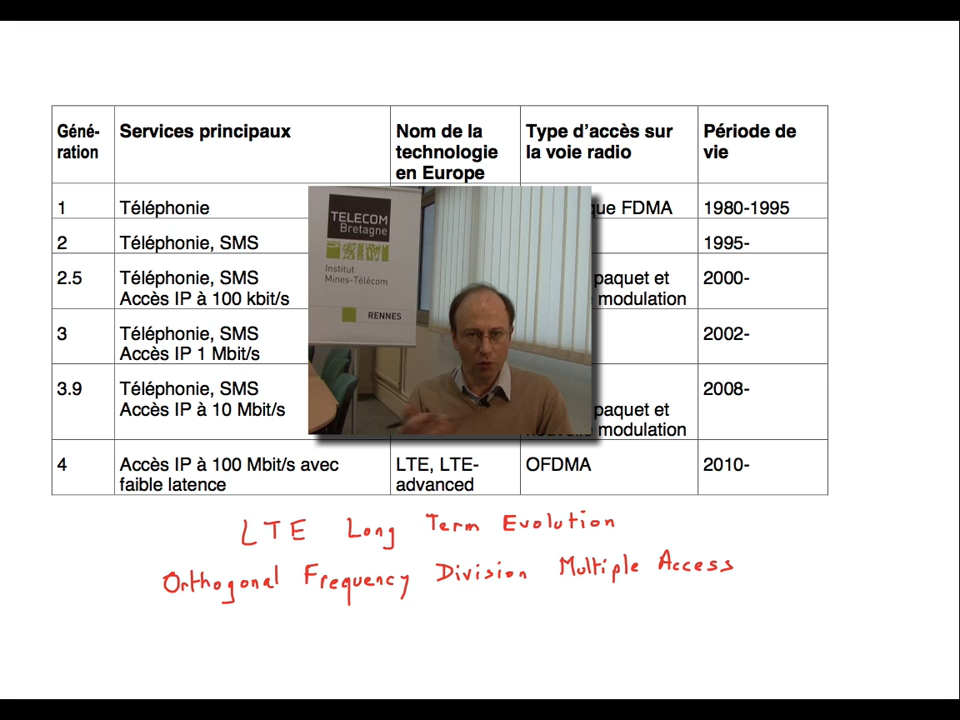 Géné-
ration
Services principaux
Nom de la
technologie
en Europe
Type d'accès sur
la voie radio
Période de
vie
1
Téléphonie
que FDMA
1980-1995
2
Téléphonie, SMS
1995-
2.5
Téléphonie, SMS
Accès IP à 100 kbit/s
paquet et
modulation
2000-
3
Téléphonie, SMS
Accès IP 1 Mbit/s
2002-
3.9
Téléphonie, SMS
Accès IP à 10 Mbit/s
paquet et
modulation
2008-
4
Accès IP à 100 Mbit/s avec
faible latence
LTE, LTE-
advanced
OFDMA
2010-
TELECOM
Bretagne
Institut
Mines-Télécom
RENNES
LTE Long Term Evolution
Orthogonal Frequency Division Multiple Access